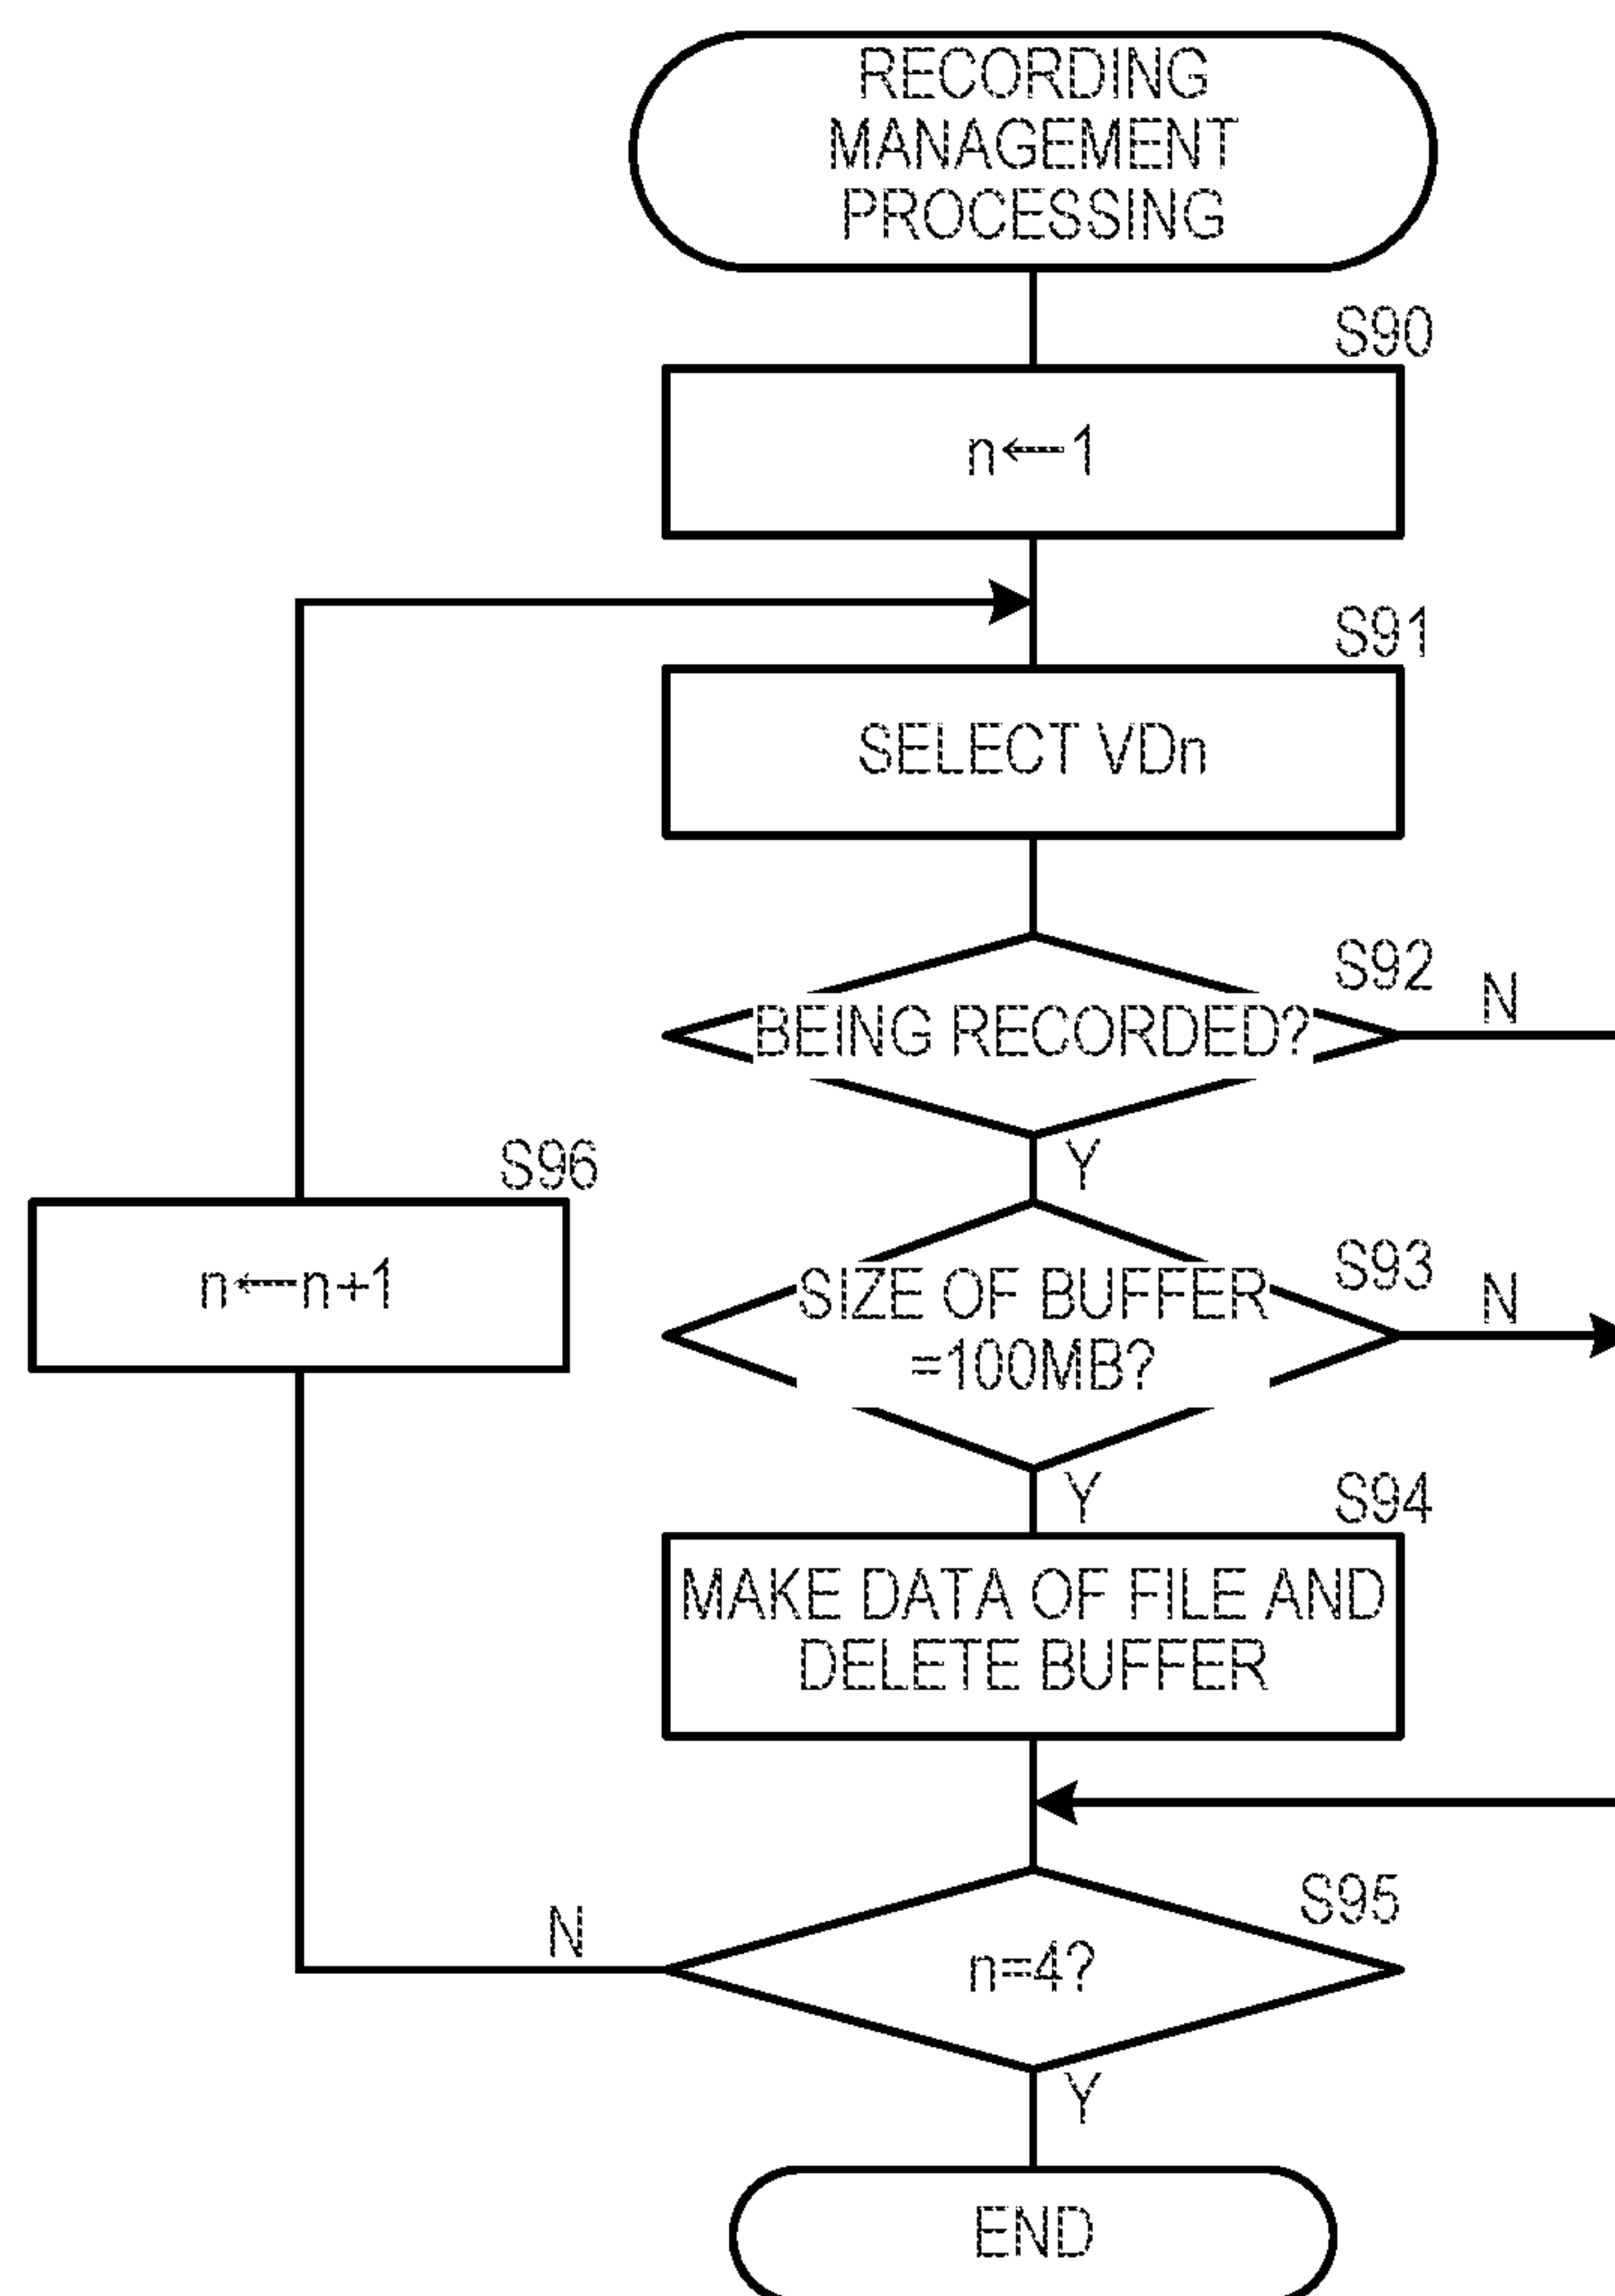 RECORDING
MANAGEMENT
PROCESSING
S90
n←1
S91
SELECT VDn
S92
BEING RECORDED?
N
Y
S96
n←n+1
S93
SIZE OF BUFFER
=100MB?
N
Y
S94
MAKE DATA OF FILE AND
DELETE BUFFER
S95
n=4?
N
Y
END